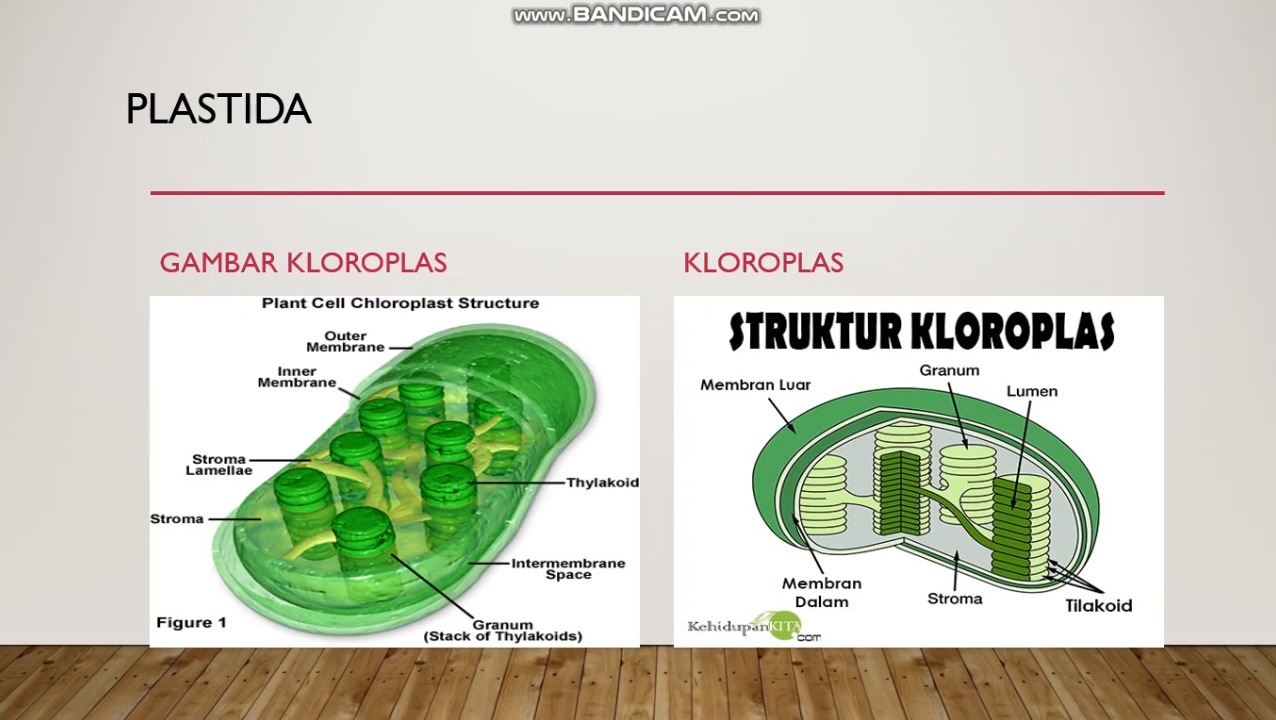 www.BANDICAM.com
PLASTIDA
GAMBAR KLOROPLAS
Plant Cell Chloroplast Structure
Outer
Membrane
Inner
Membrane
Stroma
Lamellae
Stroma
Thylakoid
Intermembrane
Space
Granum
(Stack of Thylakoids)
Figure 1
KLOROPLAS
STRUKTUR KLOROPLAS
Membran Luar
Granum
Lumen
Membran
Dalam
Stroma
Tilakoid
KehidupanKITA
com